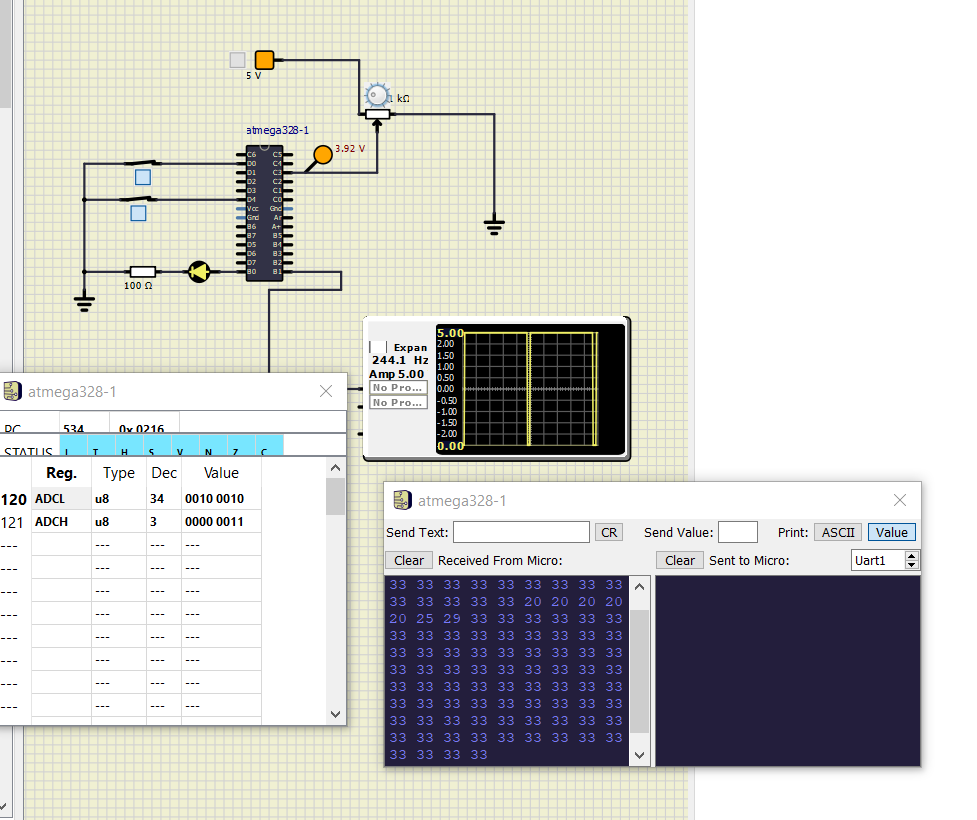 5 V
1 kΩ
atmega328-1
3.92 V
C6 C5
D0 C4
D1 C3
D2 C2
D3 C1
D4 C0
Vcc Gnd
Gnd Ar
B6 A+
B7 B5
D5 B4
D6 B3
D7 B2
B0 B1
100 Ω
Expan
244.1 Hz
Amp 5.00
No Pro...
No Pro...
5.00
2.00
1.50
1.00
0.50
0.00
-0.50
-1.00
-1.50
-2.00
0.00
atmega328-1
PC 534 0x 0216
STATUS I T H S V N Z C
Reg. Type Dec Value
120 ADCL u8 34 0010 0010
121 ADCH u8 3 0000 0011
--- --- --- ---
--- --- --- ---
--- --- --- ---
--- --- --- ---
--- --- --- ---
--- --- --- ---
--- --- --- ---
--- --- --- ---
atmega328-1
Send Text: CR Send Value: Print: ASCII Value
Clear Received From Micro: Clear Sent to Micro: Uart1
33 33 33 33 33 33 33 33 33
33 33 33 33 33 20 20 20 20
20 25 29 33 33 33 33 33 33
33 33 33 33 33 33 33 33 33
33 33 33 33 33 33 33 33 33
33 33 33 33 33 33 33 33 33
33 33 33 33 33 33 33 33 33
33 33 33 33 33 33 33 33 33
33 33 33 33 33 33 33 33 33
33 33 33 33 33 33 33 33 33
33 33 33 33